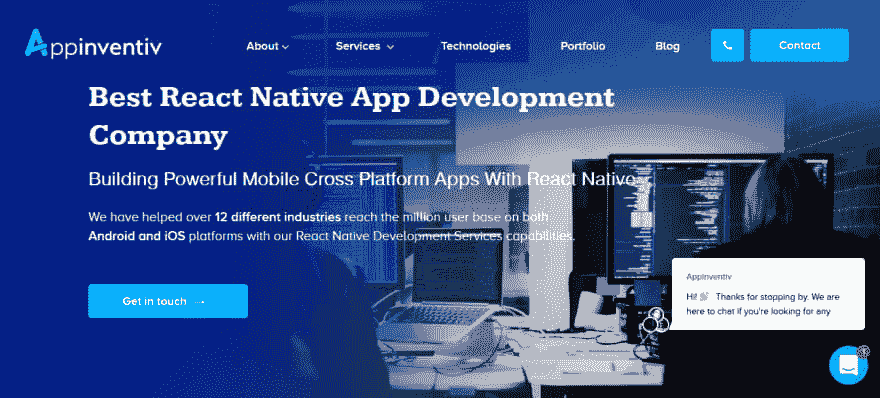 Appinventiv
About Services Technologies Portfolio Blog Contact
Best React Native App Development
Company
Building Powerful Mobile Cross Platform Apps With React Native
We have helped over 12 different industries reach the million user base on both
Android and iOS platforms with our React Native Development Services capabilities.
Get in touch →
Appinventiv
Hi! 👋 Thanks for stopping by. We are
here to chat if you're looking for any